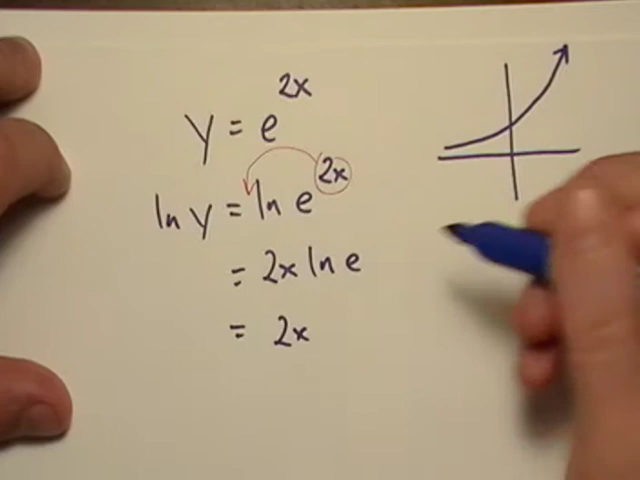 y = e^{2x}
ln y = ln e^{2x}
= 2x ln e
= 2x